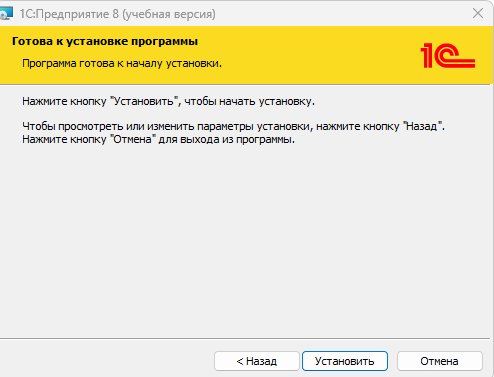 1С:Предприятие 8 (учебная версия)
Готова к установке программы
Программа готова к началу установки.
1С
Нажмите кнопку "Установить", чтобы начать установку.
Чтобы просмотреть или изменить параметры установки, нажмите кнопку "Назад".
Нажмите кнопку "Отмена" для выхода из программы.
< Назад
Установить
Отмена